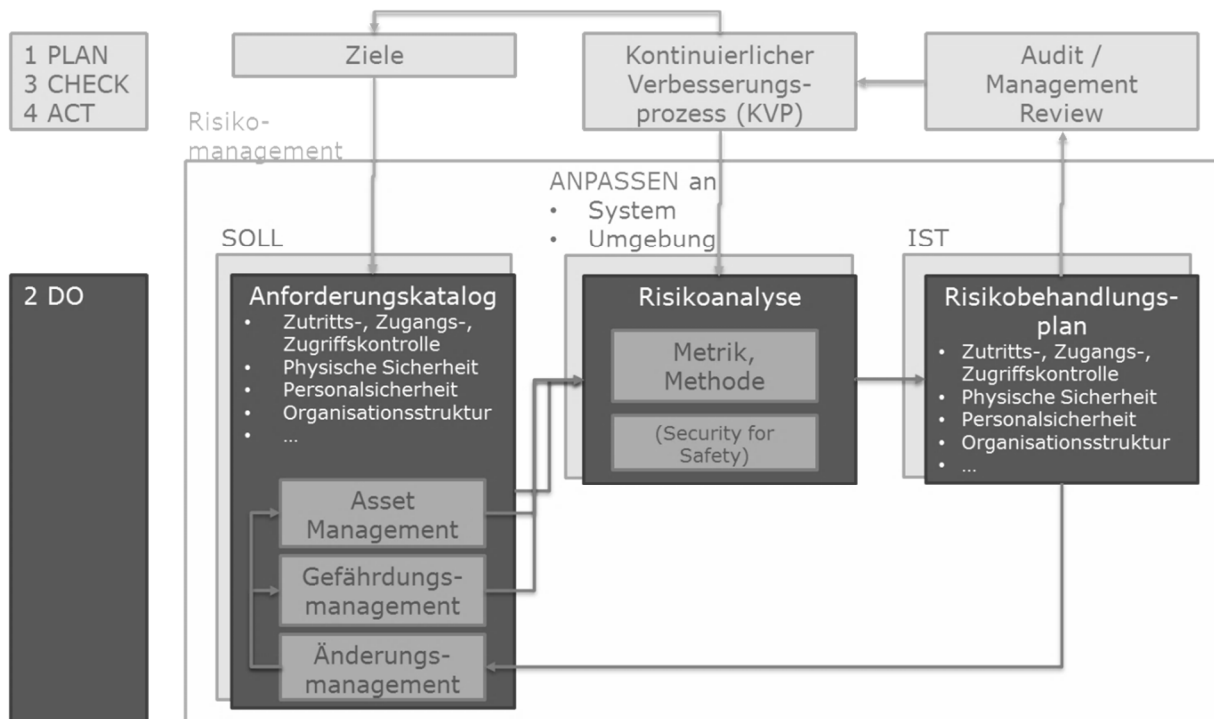 1 PLAN
3 CHECK
4 ACT
Ziele
Kontinuierlicher
Verbesserungs-
prozess (KVP)
Audit /
Management
Review
Risiko-
management
ANPASSEN an
• System
• Umgebung
SOLL
IST
2 DO
Anforderungskatalog
• Zutritts-, Zugangs-,
Zugriffskontrolle
• Physische Sicherheit
• Personalsicherheit
• Organisationsstruktur
• ...
Asset
Management
Gefährdungs-
management
Änderungs-
management
Risikoanalyse
Metrik,
Methode
(Security for
Safety)
Risikobehandlungs-
plan
• Zutritts-, Zugangs-,
Zugriffskontrolle
• Physische Sicherheit
• Personalsicherheit
• Organisationsstruktur
• ...